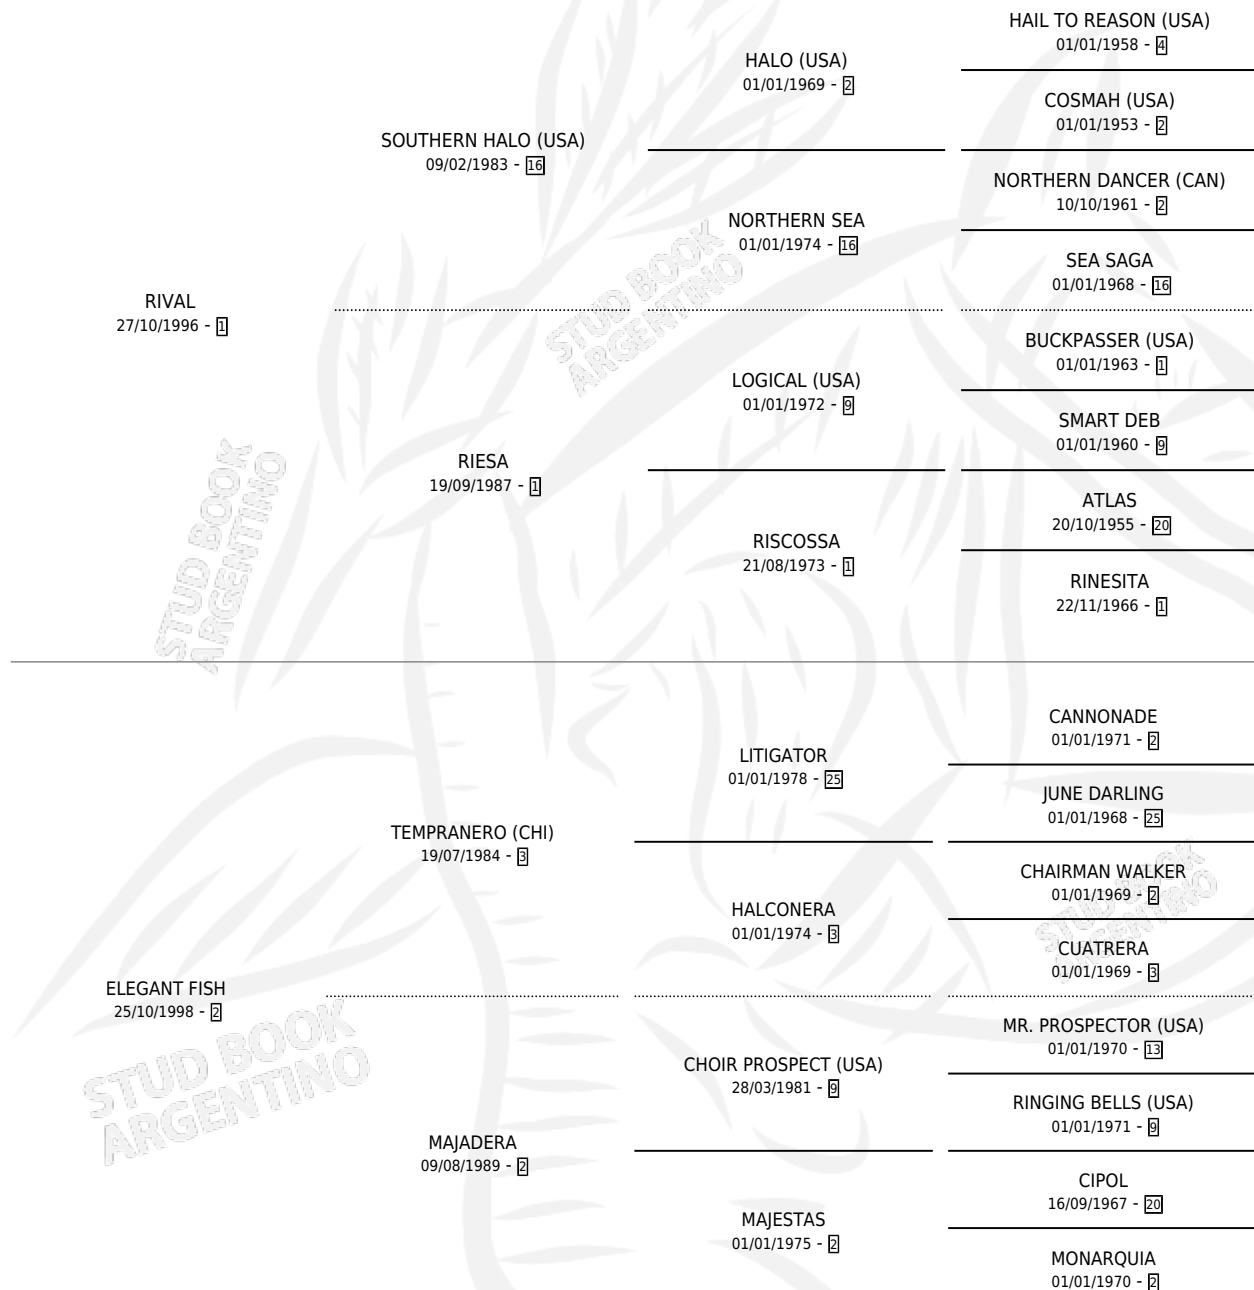 HAIL TO REASON (USA)
01/01/1958 - 4
HALO (USA)
01/01/1969 - 2
COSMAH (USA)
01/01/1953 - 2
SOUTHERN HALO (USA)
09/02/1983 - 16
NORTHERN DANCER (CAN)
10/10/1961 - 2
NORTHERN SEA
01/01/1974 - 16
SEA SAGA
01/01/1968 - 16
RIVAL
27/10/1996 - 1
BUCKPASSER (USA)
01/01/1963 - 1
LOGICAL (USA)
01/01/1972 - 9
SMART DEB
01/01/1960 - 9
RIESA
19/09/1987 - 1
ATLAS
20/10/1955 - 20
RISCOSSA
21/08/1973 - 1
RINESITA
22/11/1966 - 1
STUD BOOK
ARGENTINO
STUD BOOK
ARGENTINO
CANNONADE
01/01/1971 - 2
LITIGATOR
01/01/1978 - 25
JUNE DARLING
01/01/1968 - 25
TEMPRANERO (CHI)
19/07/1984 - 3
CHAIRMAN WALKER
01/01/1969 - 2
HALCONERA
01/01/1974 - 3
CUATRERA
01/01/1969 - 3
STUD BOOK
ARGENTINO
ELEGANT FISH
25/10/1998 - 2
MR. PROSPECTOR (USA)
01/01/1970 - 13
CHOIR PROSPECT (USA)
28/03/1981 - 9
RINGING BELLS (USA)
01/01/1971 - 9
MAJADERA
09/08/1989 - 2
CIPOL
16/09/1967 - 20
MAJESTAS
01/01/1975 - 2
MONARQUIA
01/01/1970 - 2
STUD BOOK
ARGENTINO